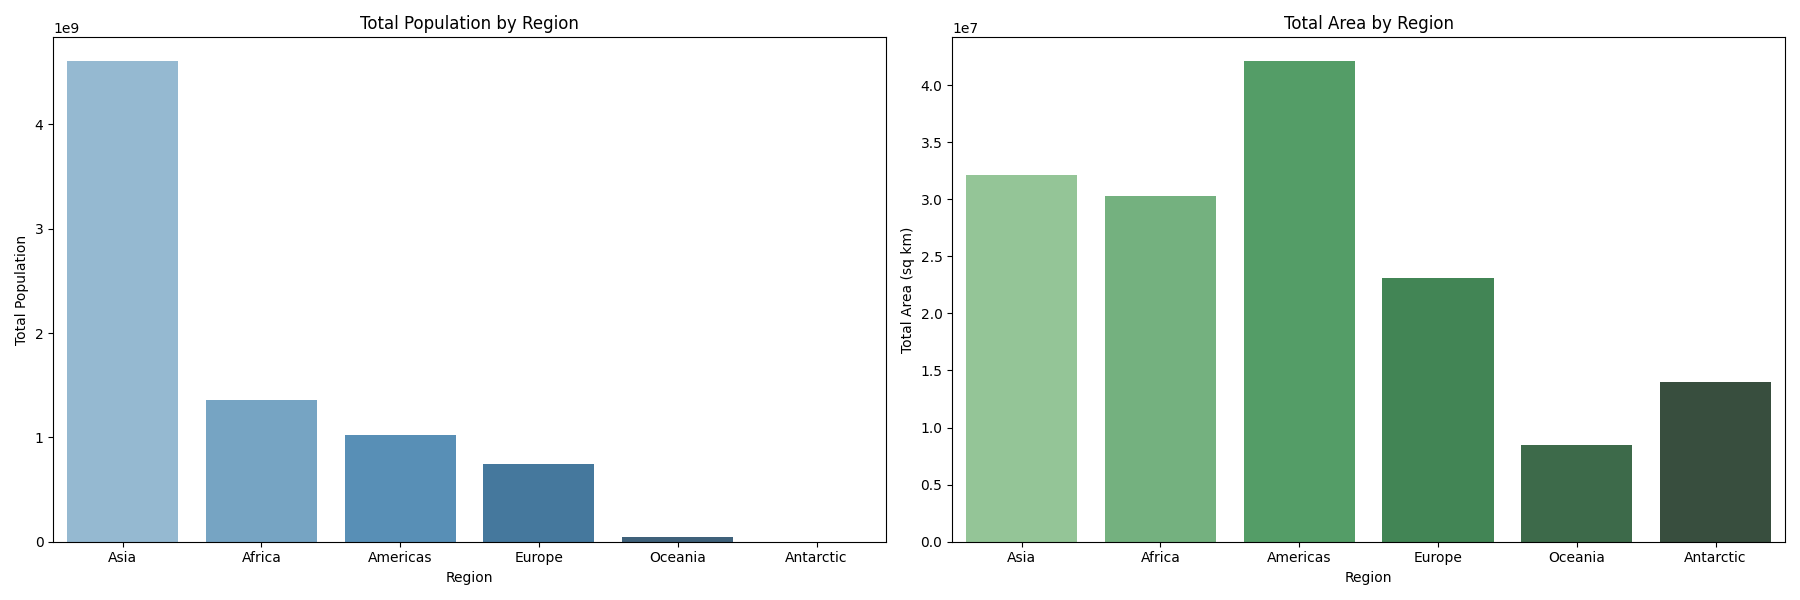 Total Population by Region
1e9
4
3
2
1
0
Total Population
Asia Africa Americas Europe Oceania Antarctic
Region
Total Area by Region
1e7
4.0
3.5
3.0
2.5
2.0
1.5
1.0
0.5
0.0
Total Area (sq km)
Asia Africa Americas Europe Oceania Antarctic
Region